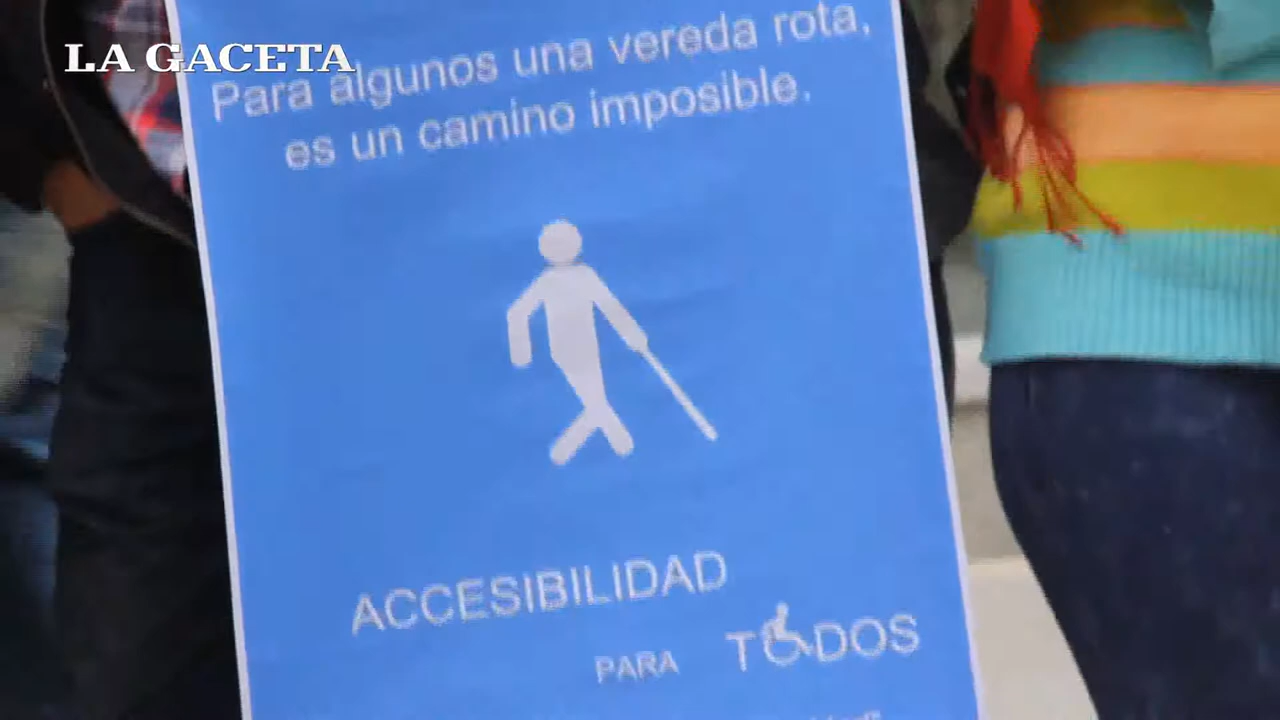 LA GACETA
Para algunos una vereda rota,
es un camino imposible.
ACCESIBILIDAD
PARA TODOS